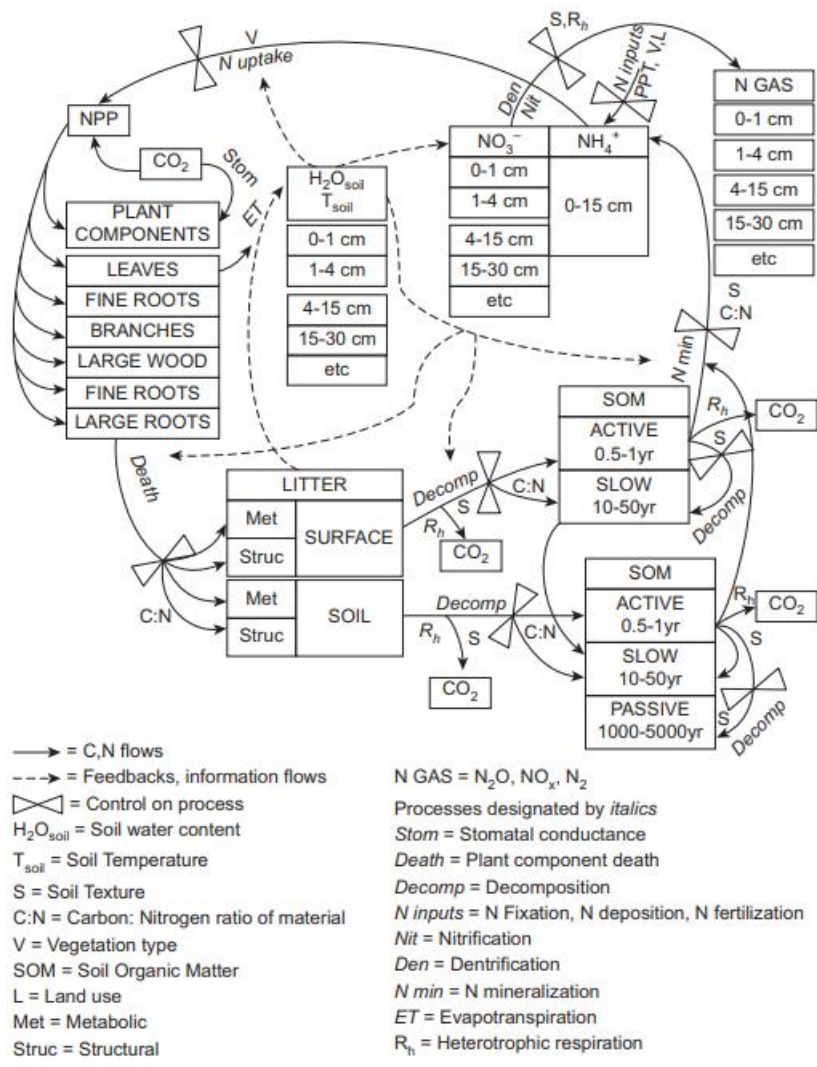 V
N uptake
S,Rh
Den
Nit
N inputs
PPT, V,L
N GAS
0-1 cm
1-4 cm
4-15 cm
15-30 cm
etc
NPP
CO2
Stom
PLANT
COMPONENTS
ET
LEAVES
FINE ROOTS
BRANCHES
LARGE WOOD
FINE ROOTS
LARGE ROOTS
H2Osoil
Tsoil
0-1 cm
1-4 cm
4-15 cm
15-30 cm
etc
NO3−
0-1 cm
1-4 cm
4-15 cm
15-30 cm
etc
NH4+
0-15 cm
S
C:N
N min
Death
C:N
LITTER
Met
Struc
SURFACE
Met
Struc
SOIL
Decomp
S
Rh
CO2
C:N
SOM
ACTIVE
0.5-1yr
SLOW
10-50yr
Rh
CO2
S
Decomp
Decomp
Rh
S
CO2
C:N
SOM
ACTIVE
0.5-1yr
SLOW
10-50yr
PASSIVE
1000-5000yr
Rh
CO2
S
S
Decomp
= C,N flows
= Feedbacks, information flows
= Control on process
H2Osoil = Soil water content
Tsoil = Soil Temperature
S = Soil Texture
C:N = Carbon: Nitrogen ratio of material
V = Vegetation type
SOM = Soil Organic Matter
L = Land use
Met = Metabolic
Struc = Structural
N GAS = N2O, NOx, N2
Processes designated by italics
Stom = Stomatal conductance
Death = Plant component death
Decomp = Decomposition
N inputs = N Fixation, N deposition, N fertilization
Nit = Nitrification
Den = Dentrification
N min = N mineralization
ET = Evapotranspiration
Rh = Heterotrophic respiration